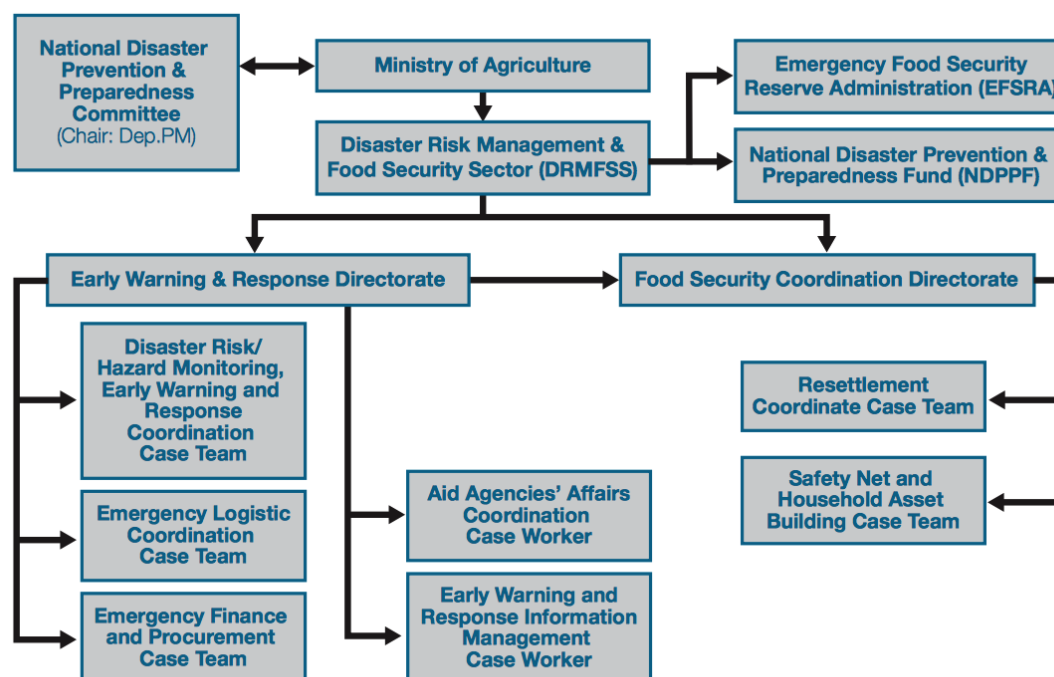 National Disaster
Prevention &
Preparedness
Committee
(Chair: Dep.PM)
Ministry of Agriculture
Emergency Food Security
Reserve Administration (EFSRA)
Disaster Risk Management &
Food Security Sector (DRMFSS)
National Disaster Prevention &
Preparedness Fund (NDPPF)
Early Warning & Response Directorate
Food Security Coordination Directorate
Disaster Risk/
Hazard Monitoring,
Early Warning and
Response
Coordination
Case Team
Emergency Logistic
Coordination
Case Team
Emergency Finance
and Procurement
Case Team
Aid Agencies’ Affairs
Coordination
Case Worker
Early Warning and
Response Information
Management
Case Worker
Resettlement
Coordinate Case Team
Safety Net and
Household Asset
Building Case Team